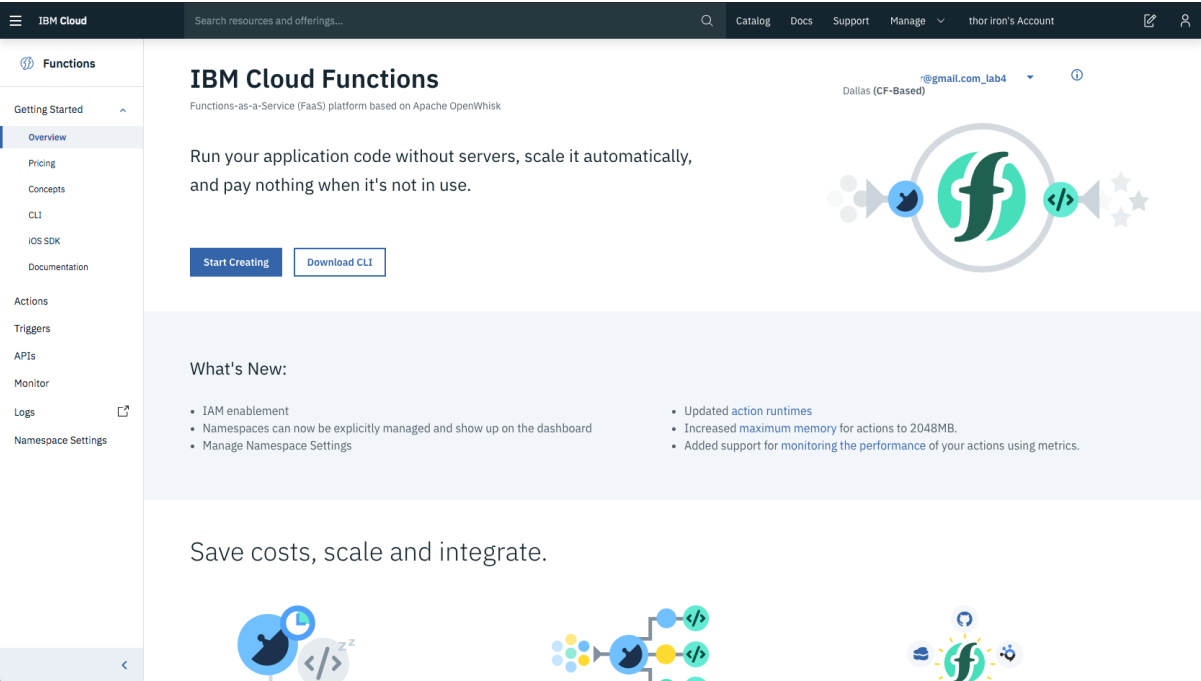 IBM Cloud
Search resources and offerings...
Catalog
Docs
Support
Manage
thor iron's Account
Functions
Getting Started
Overview
Pricing
Concepts
CLI
iOS SDK
Documentation
Actions
Triggers
APIs
Monitor
Logs
Namespace Settings
IBM Cloud Functions
Functions-as-a-Service (FaaS) platform based on Apache OpenWhisk
r@gmail.com_lab4
Dallas (CF-Based)
Run your application code without servers, scale it automatically,
and pay nothing when it's not in use.
Start Creating
Download CLI
What's New:
• IAM enablement
• Namespaces can now be explicitly managed and show up on the dashboard
• Manage Namespace Settings
• Updated action runtimes
• Increased maximum memory for actions to 2048MB.
• Added support for monitoring the performance of your actions using metrics.
Save costs, scale and integrate.
z z z